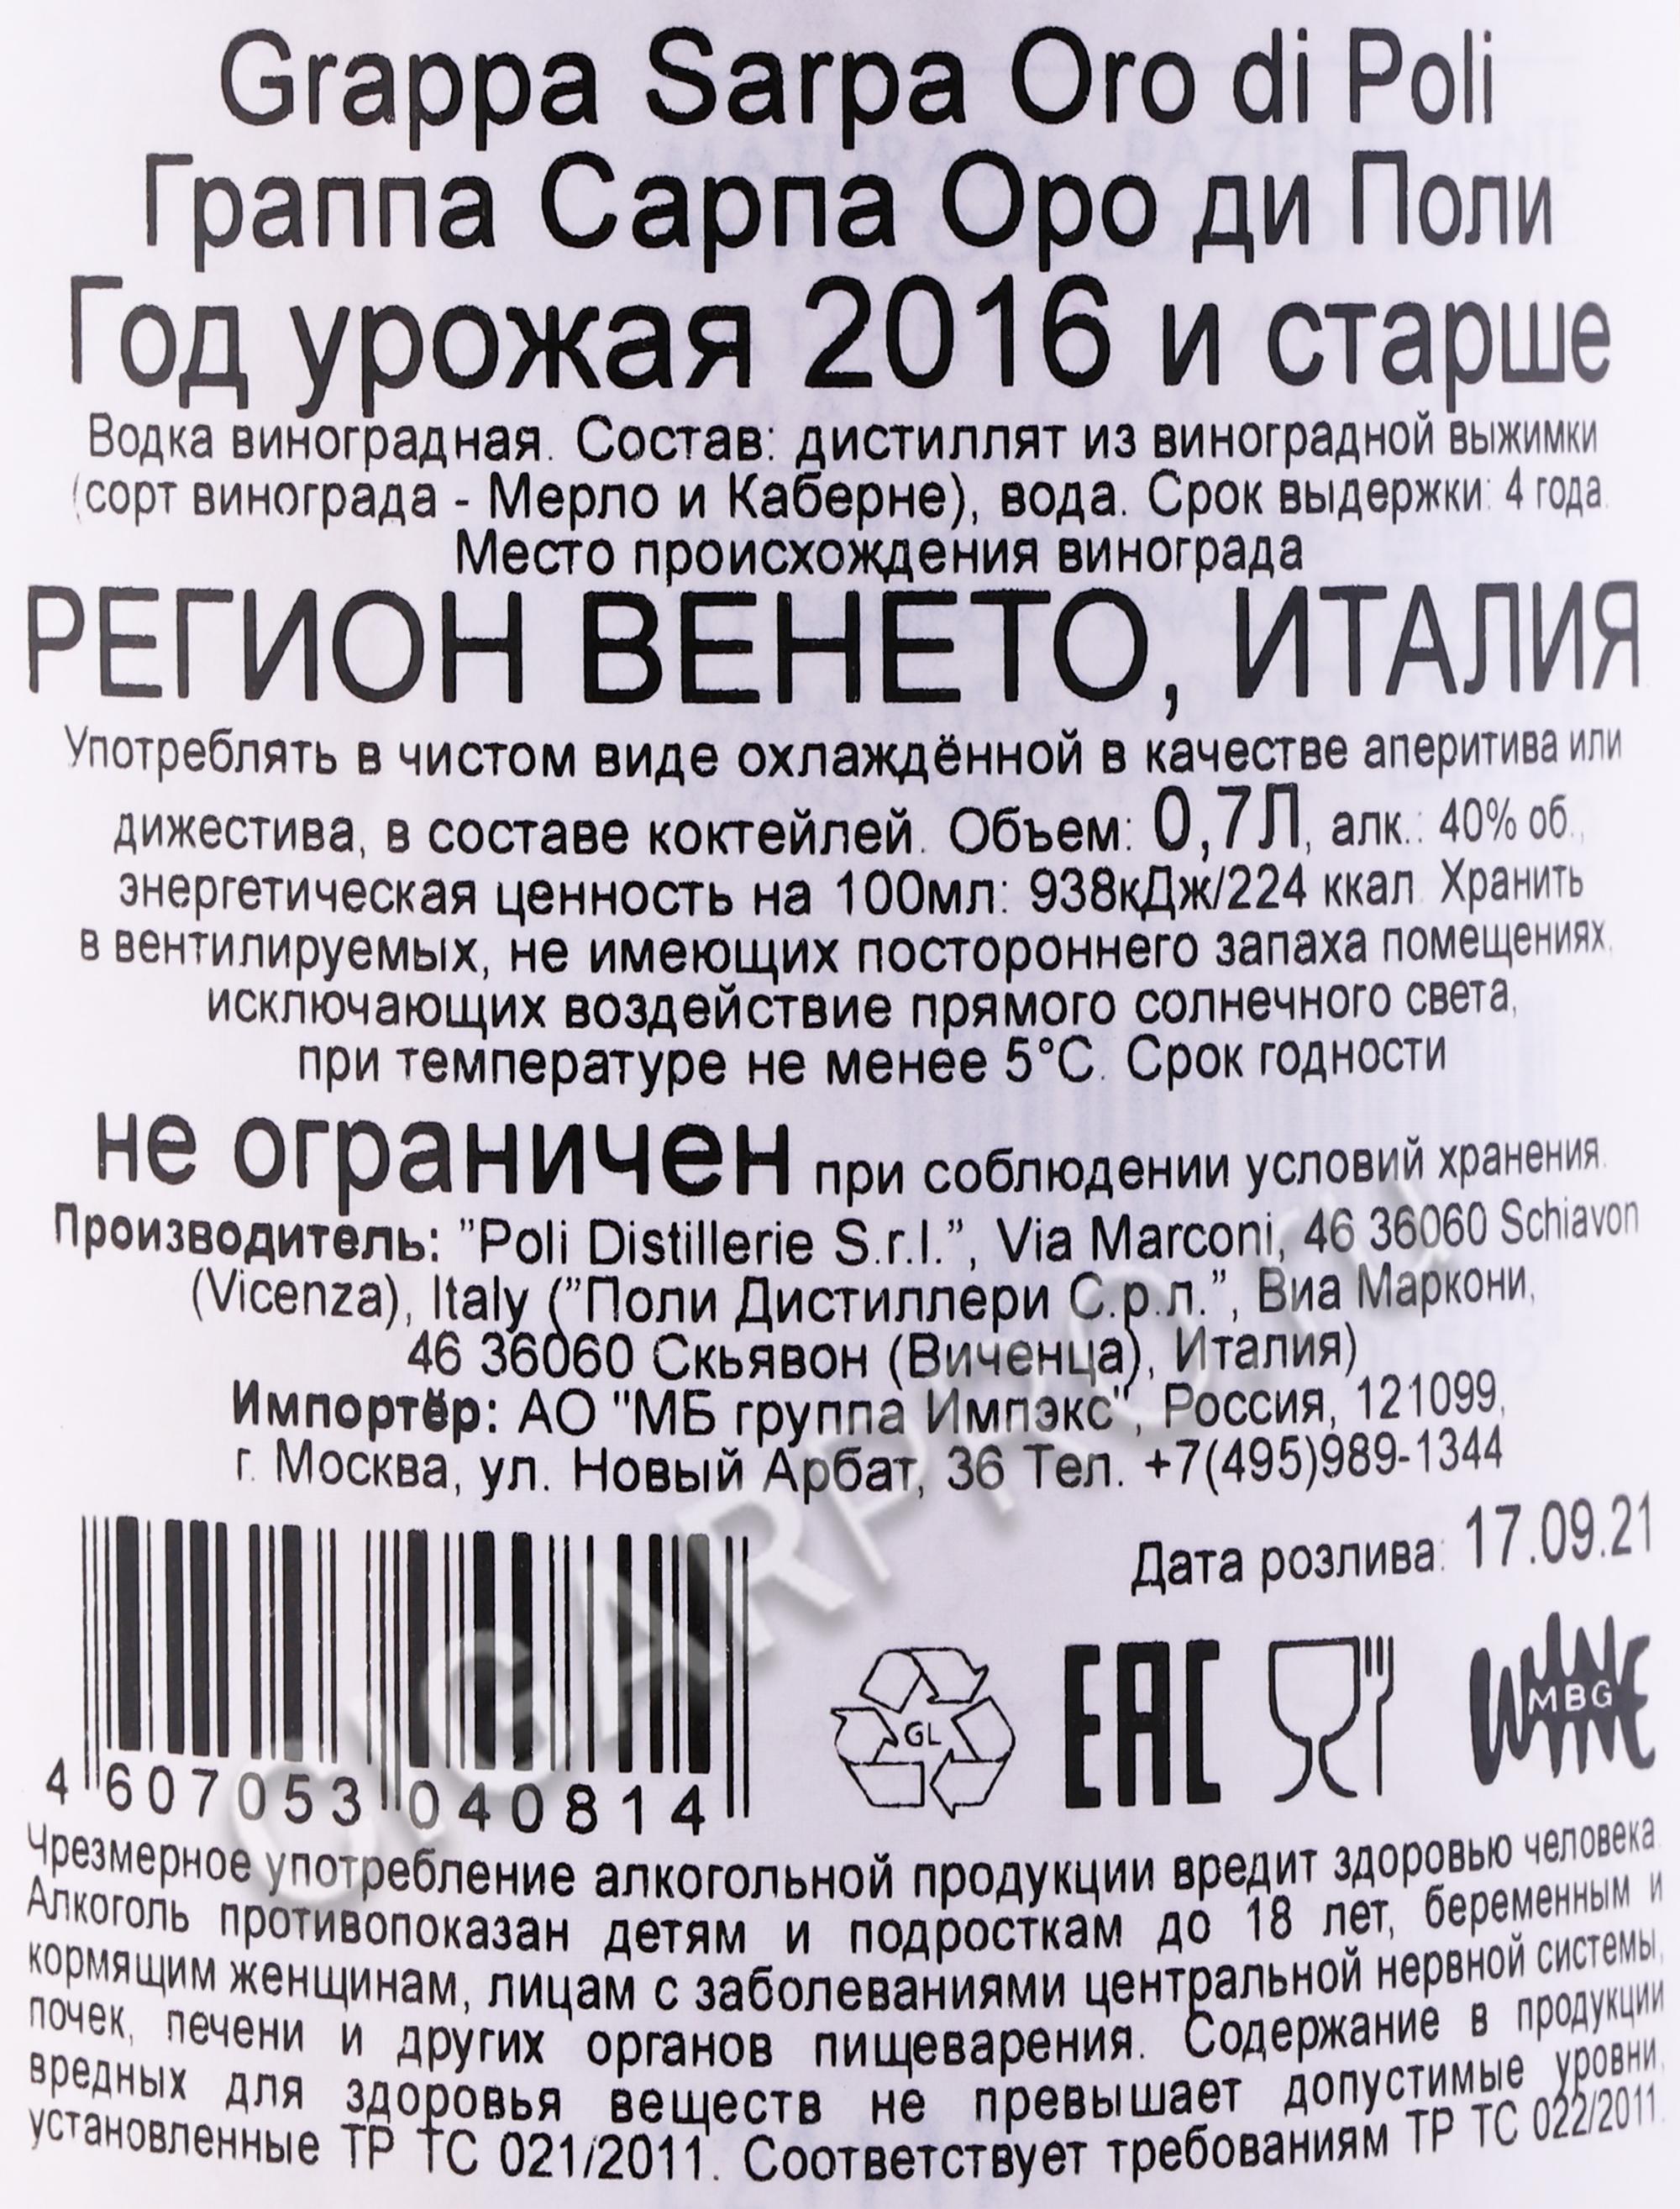 Grappa Sarpa Oro di Poli
Граппа Сарпа Оро ди Поли
Год урожая 2016 и старше
Водка виноградная. Состав: дистиллят из виноградной выжимки
(сорт винограда - Мерло и Каберне), вода. Срок выдержки: 4 года.
Место происхождения винограда
РЕГИОН ВЕНЕТО, ИТАЛИЯ
Употреблять в чистом виде охлаждённой в качестве аперитива или
дижестива, в составе коктейлей. Объем: 0,7Л, алк.: 40% об.,
энергетическая ценность на 100мл: 938кДж/224 ккал. Хранить
в вентилируемых, не имеющих постороннего запаха помещениях,
исключающих воздействие прямого солнечного света,
при температуре не менее 5°С. Срок годности
не ограничен при соблюдении условий хранения.
Производитель: ”Poli Distillerie S.r.l.”, Via Marconi, 46 36060 Schiavon
(Vicenza), Italy (”Поли Дистиллери С.р.л.”, Виа Маркони,
46 36060 Скьявон (Виченца), Италия)
Импортёр: АО "МБ группа Импэкс", Россия, 121099,
г. Москва, ул. Новый Арбат, 36 Тел. +7(495)989-1344
Дата розлива: 17.09.21
GL
EAC
WINE
MBG
4 607053 040814
CIGARPRO.ru
Чрезмерное употребление алкогольной продукции вредит здоровью человека.
Алкоголь противопоказан детям и подросткам до 18 лет, беременным и
кормящим женщинам, лицам с заболеваниями центральной нервной системы,
почек, печени и других органов пищеварения. Содержание в продукции
вредных для здоровья веществ не превышает допустимые уровни,
установленные ТР ТС 021/2011. Соответствует требованиям ТР ТС 022/2011.